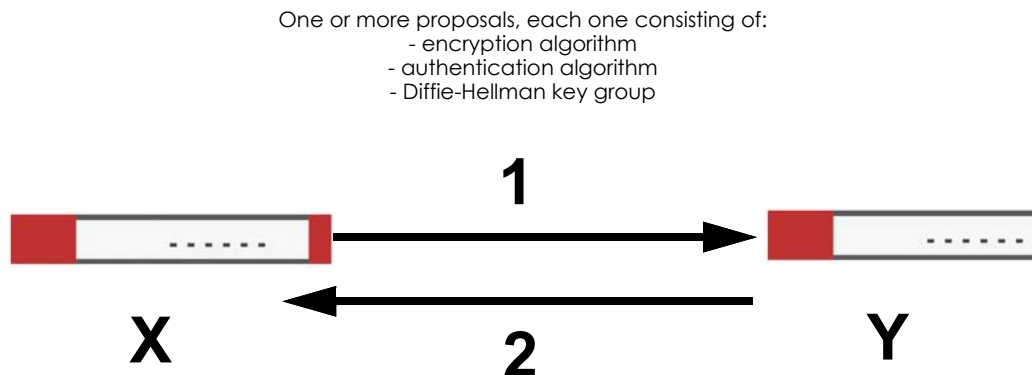 One or more proposals, each one consisting of:
- encryption algorithm
- authentication algorithm
- Diffie-Hellman key group
1
X
Y
2